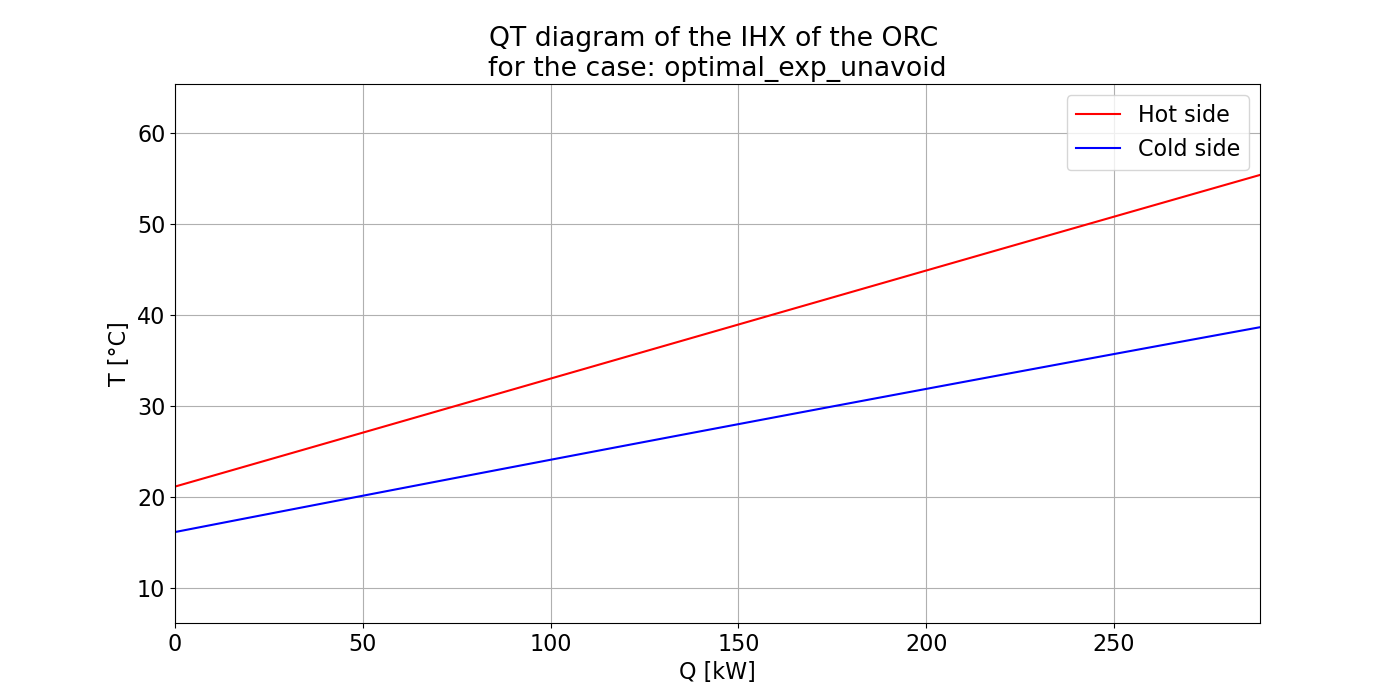 QT diagram of the IHX of the ORC
for the case: optimal_exp_unavoid
Hot side
Cold side
60
50
40
30
20
10
T [°C]
0
50
100
150
200
250
Q [kW]